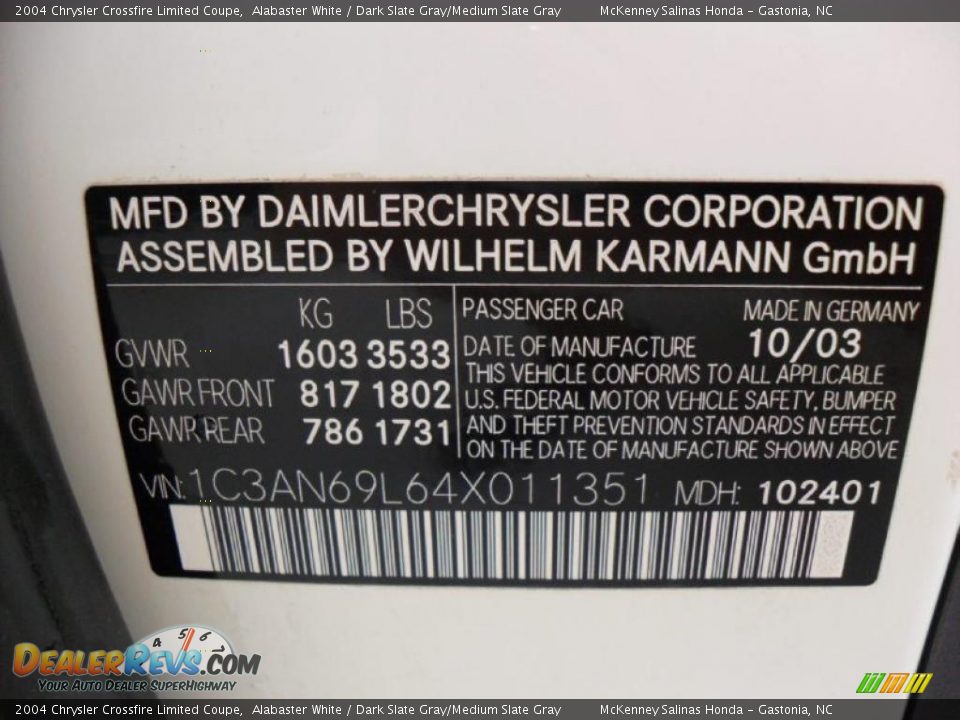 2004 Chrysler Crossfire Limited Coupe, Alabaster White / Dark Slate Gray/Medium Slate Gray McKenney Salinas Honda - Gastonia, NC
MFD BY DAIMLERCHRYSLER CORPORATION
ASSEMBLED BY WILHELM KARMANN GmbH
KG LBS
GVWR 1603 3533
GAWR FRONT 817 1802
GAWR REAR 786 1731
PASSENGER CAR MADE IN GERMANY
DATE OF MANUFACTURE 10/03
THIS VEHICLE CONFORMS TO ALL APPLICABLE
U.S. FEDERAL MOTOR VEHICLE SAFETY, BUMPER
AND THEFT PREVENTION STANDARDS IN EFFECT
ON THE DATE OF MANUFACTURE SHOWN ABOVE
VIN: 1C3AN69L64X011351 MDH: 102401
4 5 6 7
DEALERREVS.COM
YOUR AUTO DEALER SUPERHIGHWAY
2004 Chrysler Crossfire Limited Coupe, Alabaster White / Dark Slate Gray/Medium Slate Gray McKenney Salinas Honda - Gastonia, NC